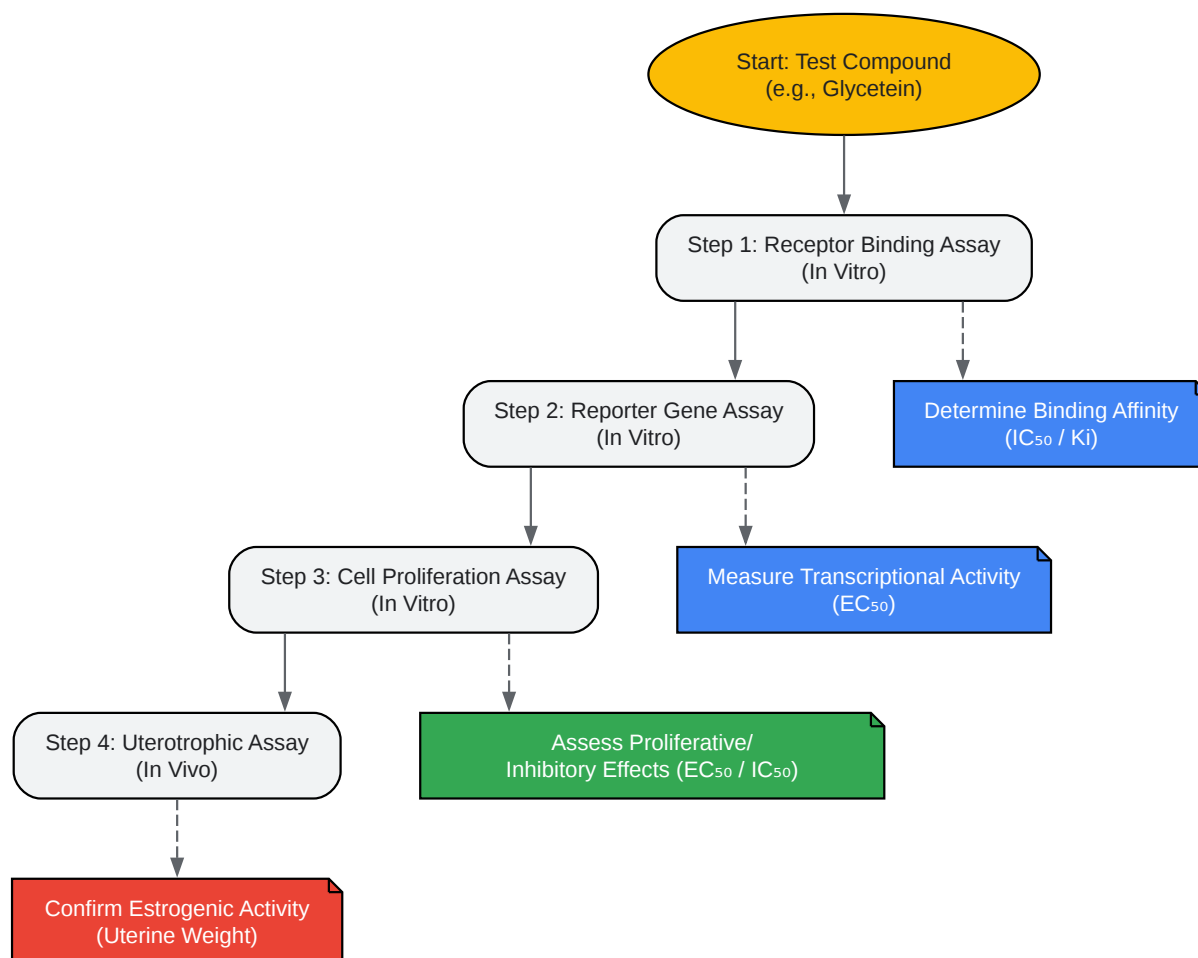 Start: Test Compound
(e.g., Glycetein)
Step 1: Receptor Binding Assay
(In Vitro)
Step 2: Reporter Gene Assay
(In Vitro)
Determine Binding Affinity
(IC₅₀ / Ki)
Step 3: Cell Proliferation Assay
(In Vitro)
Measure Transcriptional Activity
(EC₅₀)
Step 4: Uterotrophic Assay
(In Vivo)
Assess Proliferative/
Inhibitory Effects (EC₅₀ / IC₅₀)
Confirm Estrogenic Activity
(Uterine Weight)